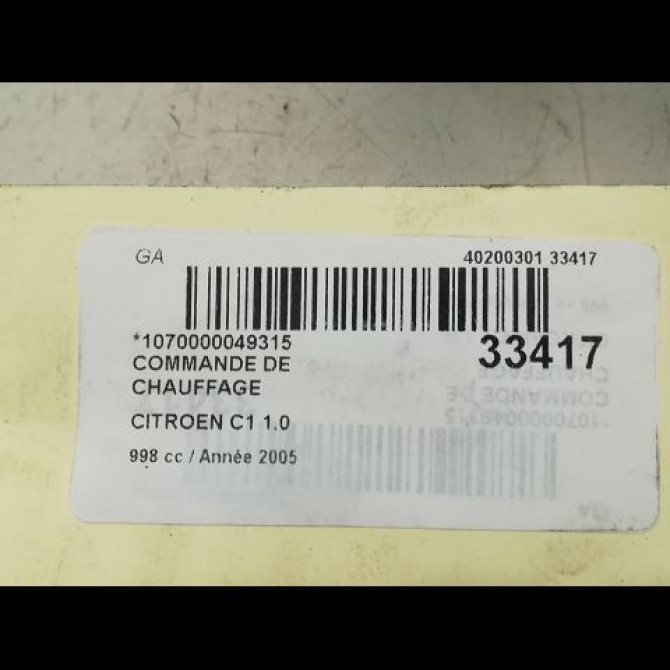 GA 40200301 33417
*1070000049315
33417
COMMANDE DE
CHAUFFAGE
CITROEN C1 1.0
998 cc / Année 2005